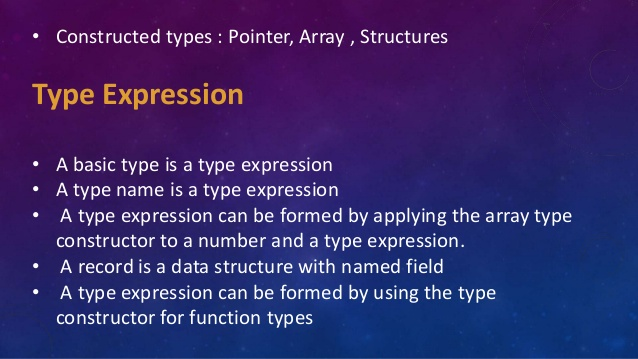 • Constructed types : Pointer, Array , Structures
Type Expression
• A basic type is a type expression
• A type name is a type expression
• A type expression can be formed by applying the array type
constructor to a number and a type expression.
• A record is a data structure with named field
• A type expression can be formed by using the type
constructor for function types